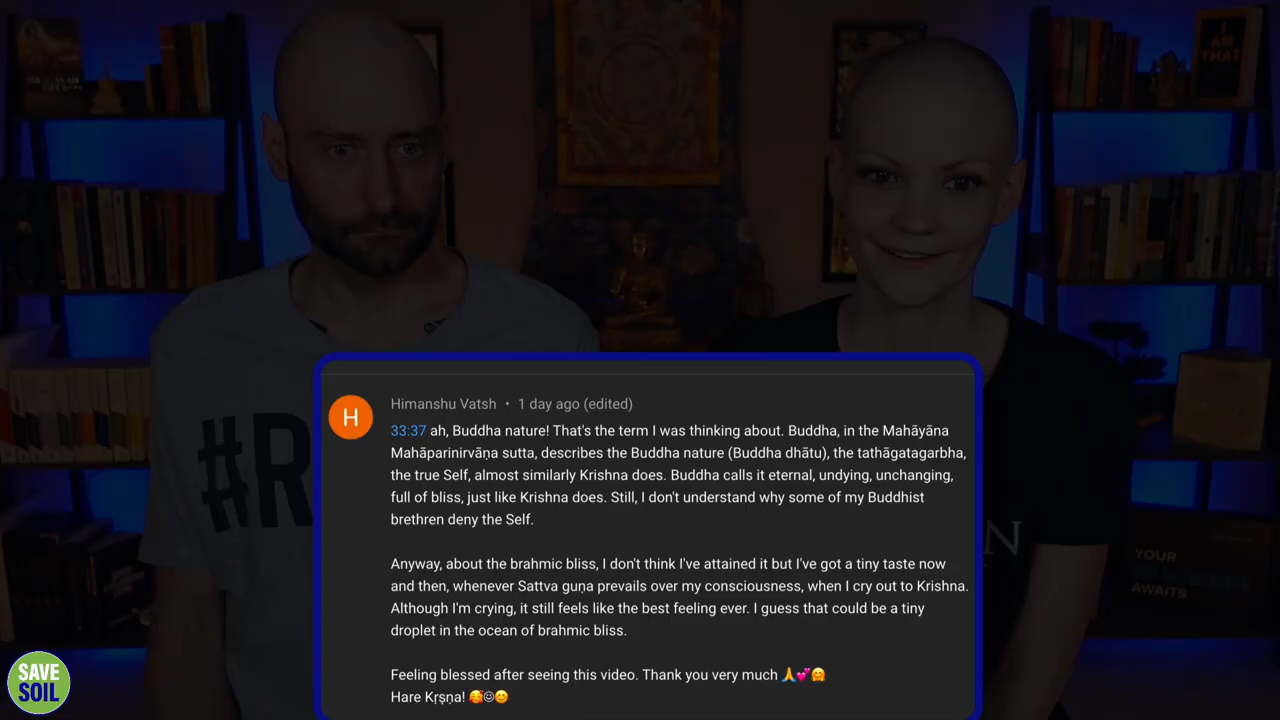 I AM
THAT
#R
N
YOUR
AWAITS
H
Himanshu Vatsh • 1 day ago (edited)
33:37 ah, Buddha nature! That's the term I was thinking about. Buddha, in the Mahāyāna
Mahāparinirvāṇa sutta, describes the Buddha nature (Buddha dhātu), the tathāgatagarbha,
the true Self, almost similarly Krishna does. Buddha calls it eternal, undying, unchanging,
full of bliss, just like Krishna does. Still, I don't understand why some of my Buddhist
brethren deny the Self.
Anyway, about the brahmic bliss, I don't think I've attained it but I've got a tiny taste now
and then, whenever Sattva guṇa prevails over my consciousness, when I cry out to Krishna.
Although I'm crying, it still feels like the best feeling ever. I guess that could be a tiny
droplet in the ocean of brahmic bliss.
Feeling blessed after seeing this video. Thank you very much 🙏💕🤗
Hare Kṛṣṇa! 🥰☺😊
SAVE
SOIL